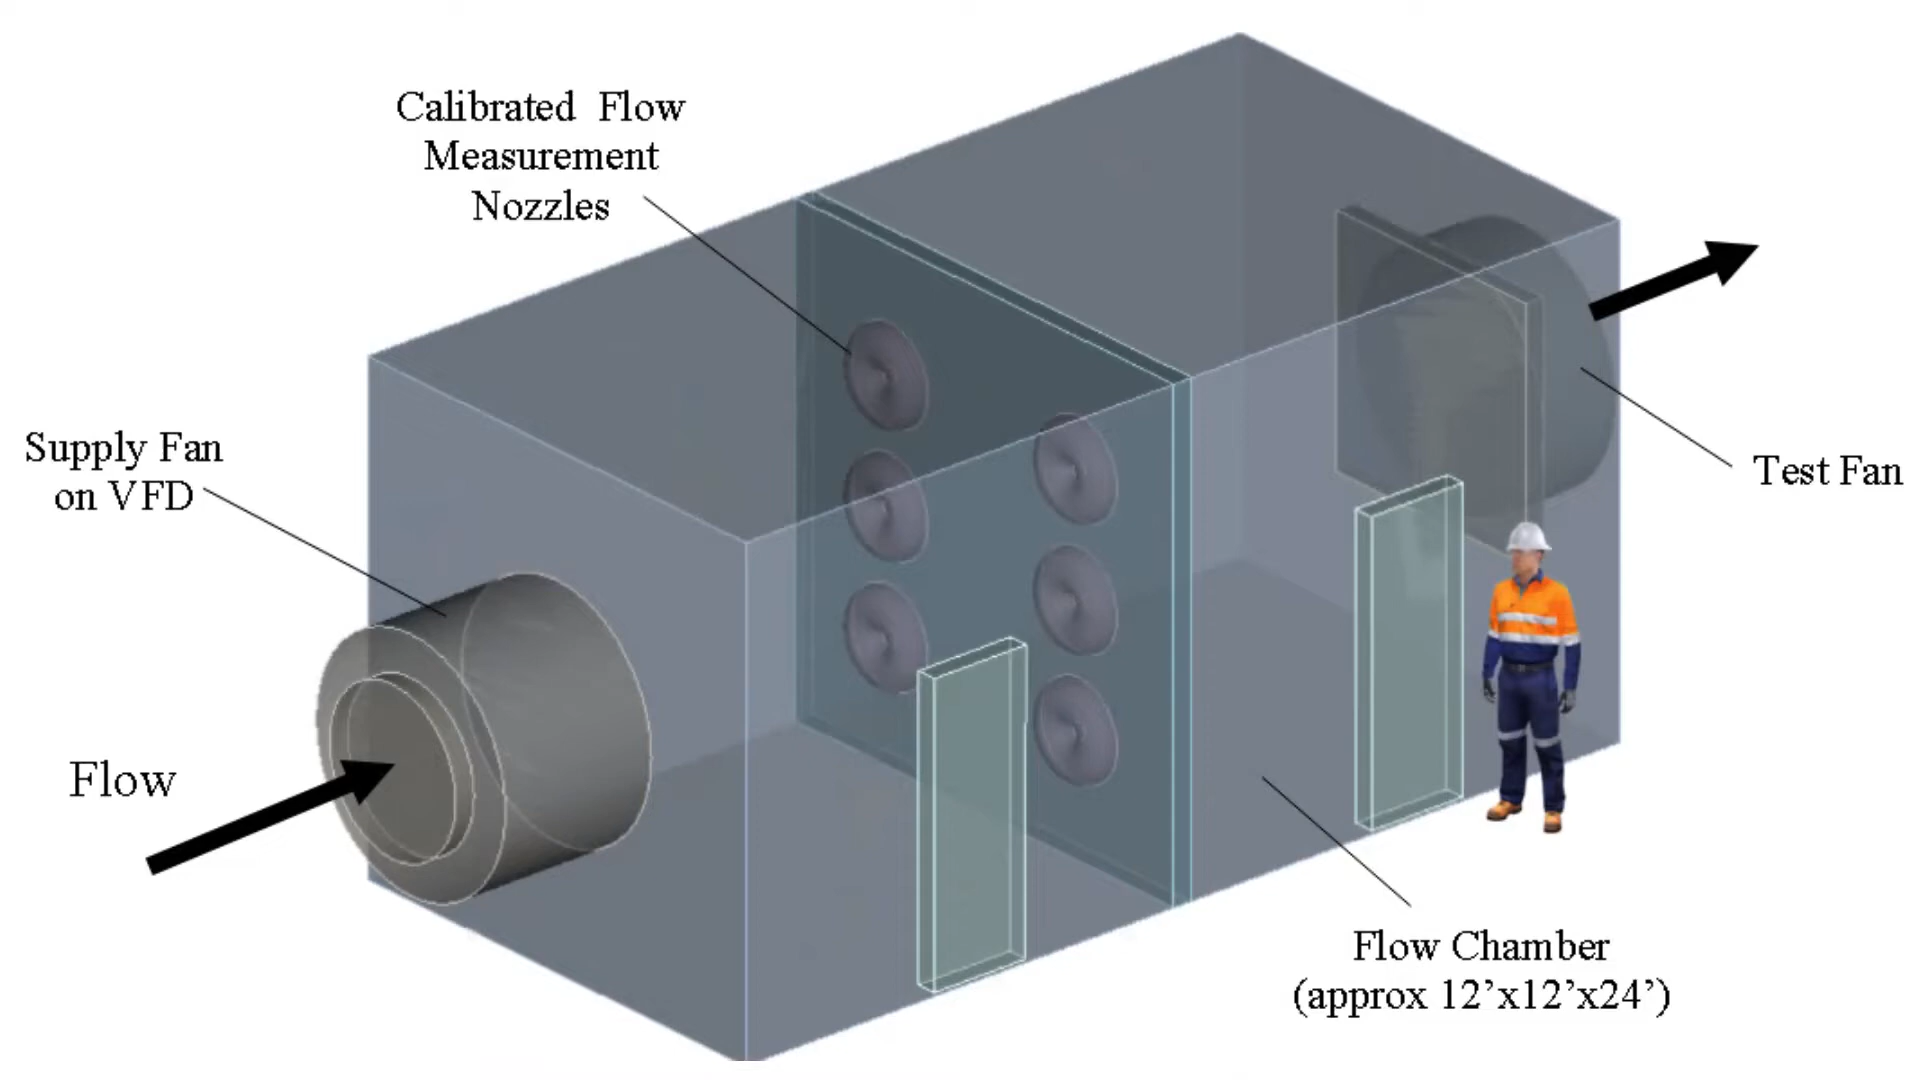 Calibrated Flow
Measurement
Nozzles
Supply Fan
on VFD
Flow
Test Fan
Flow Chamber
(approx 12’x12’x24’)